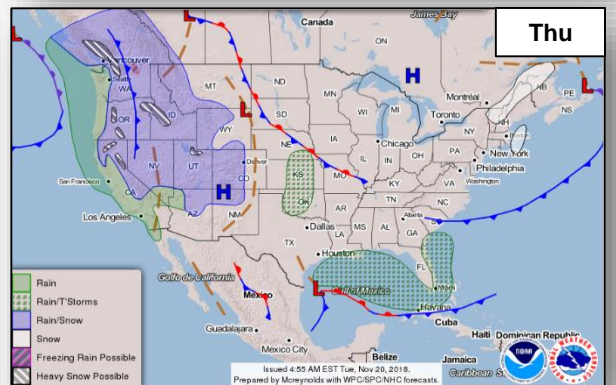 Thu
James Bay
Canada
L
L
ON
Vancouver
Seattle
WA
MT
ND
MN
H
Montréal
NB
PE
NS
L
OR
ID
L
SD
WI
MI
Toronto
NH
WY
NE
IA
Chicago
NY
Boston
New York
NV
UT
Denver
CO
KS
MO
IL
IN
OH
PA
Philadelphia
San Francisco
CA
KY
WV
VA
Washington
H
OK
TN
NC
Los Angeles
AZ
NM
AR
Atlanta
SC
Dallas
TX
LA
MS
AL
GA
Houston
FL
Golfo de California
L
Gulf of Mexico
Miami
Mexico
Havana
Cuba
Guadalajara
Haiti
Dominican Republic
Mexico City
Belize
Caribbean
Rain
Rain/T'Storms
Rain/Snow
Snow
Freezing Rain Possible
Heavy Snow Possible
Issued 4:55 AM EST Tue, Nov 20, 2018.
Prepared by Mcreynolds with WPC/SPC/NHC forecasts.
NOAA